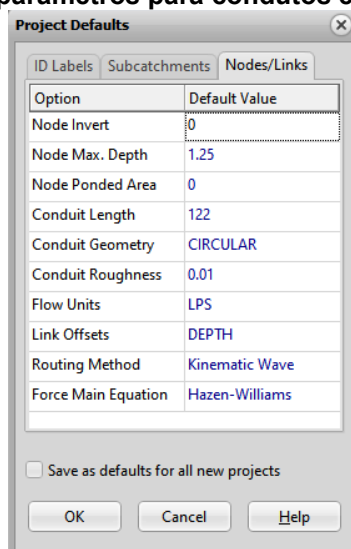 parâmetros para condutos e
Project Defaults
ID Labels Subcatchments Nodes/Links
Option Default Value
Node Invert 0
Node Max. Depth 1.25
Node Ponded Area 0
Conduit Length 122
Conduit Geometry CIRCULAR
Conduit Roughness 0.01
Flow Units LPS
Link Offsets DEPTH
Routing Method Kinematic Wave
Force Main Equation Hazen-Williams
Save as defaults for all new projects
OK Cancel Help